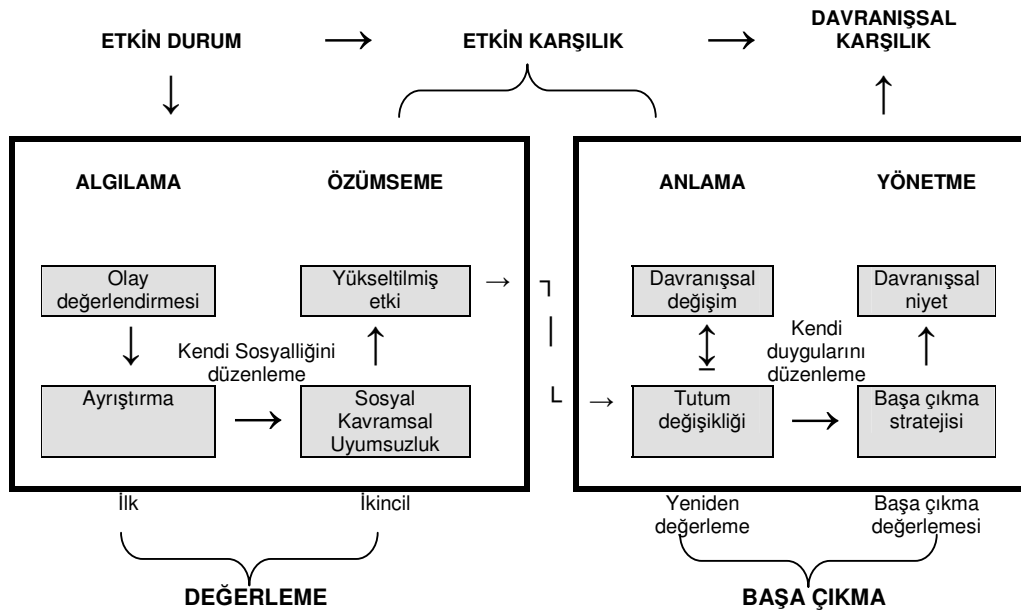 ETKİN DURUM
ETKİN KARŞILIK
DAVRANIŞSAL
KARŞILIK
ALGILAMA
ÖZÜMSEME
ANLAMA
YÖNETME
Olay
değerlendirmesi
Yükseltilmiş
etki
Davranışsal
değişim
Davranışsal
niyet
Kendi Sosyalliğini
düzenleme
Kendi
duygularını
düzenleme
Ayrıştırma
Sosyal
Kavramsal
Uyumsuzluk
Tutum
değişikliği
Başa çıkma
stratejisi
İlk
İkincil
Yeniden
değerleme
Başa çıkma
değerlemesi
DEĞERLEME
BAŞA ÇIKMA